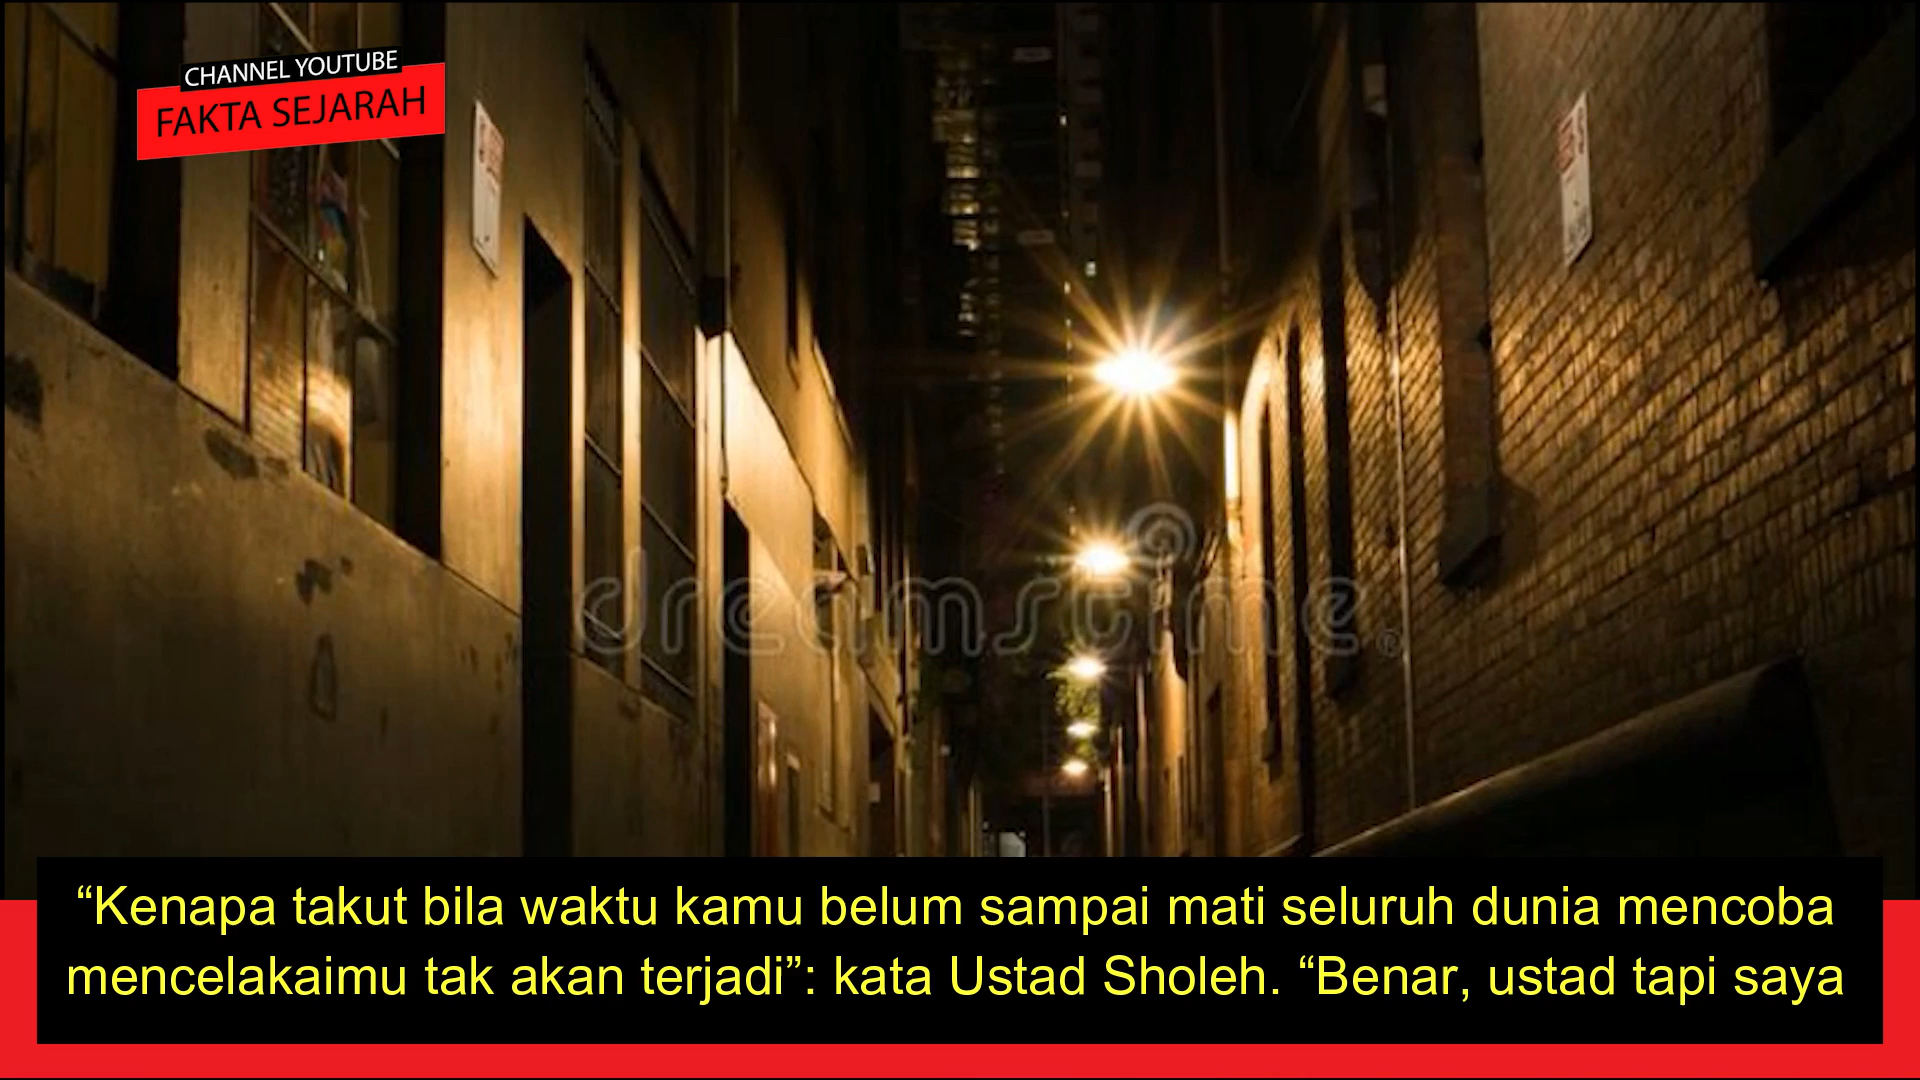 CHANNEL YOUTUBE
FAKTA SEJARAH
dreamstime®
“Kenapa takut bila waktu kamu belum sampai mati seluruh dunia mencoba
mencelakaimu tak akan terjadi”: kata Ustad Sholeh. “Benar, ustad tapi saya